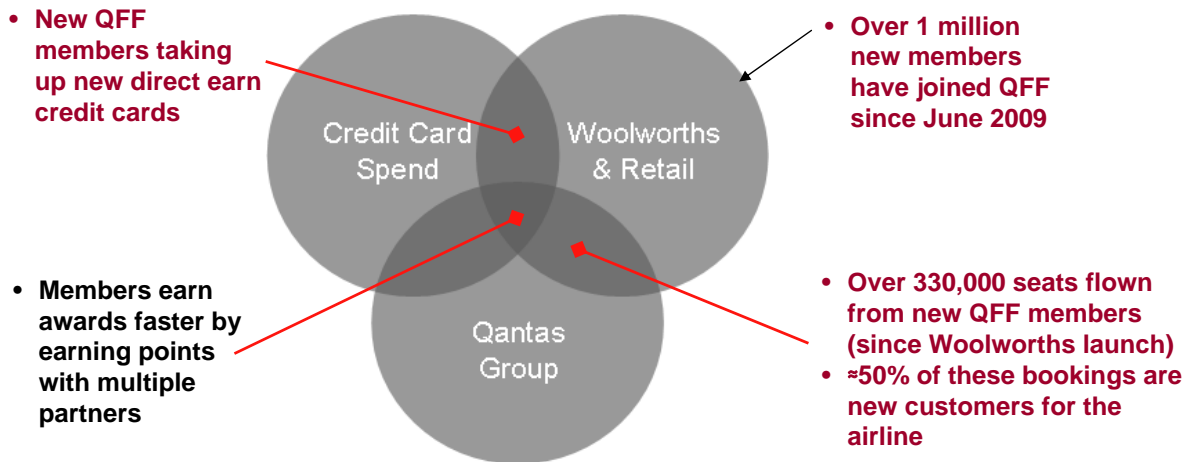 • New QFF
members taking
up new direct earn
credit cards
• Over 1 million
new members
have joined QFF
since June 2009
Credit Card
Spend
Woolworths
& Retail
• Members earn
awards faster by
earning points
with multiple
partners
Qantas
Group
• Over 330,000 seats flown
from new QFF members
(since Woolworths launch)
• ≈50% of these bookings are
new customers for the
airline